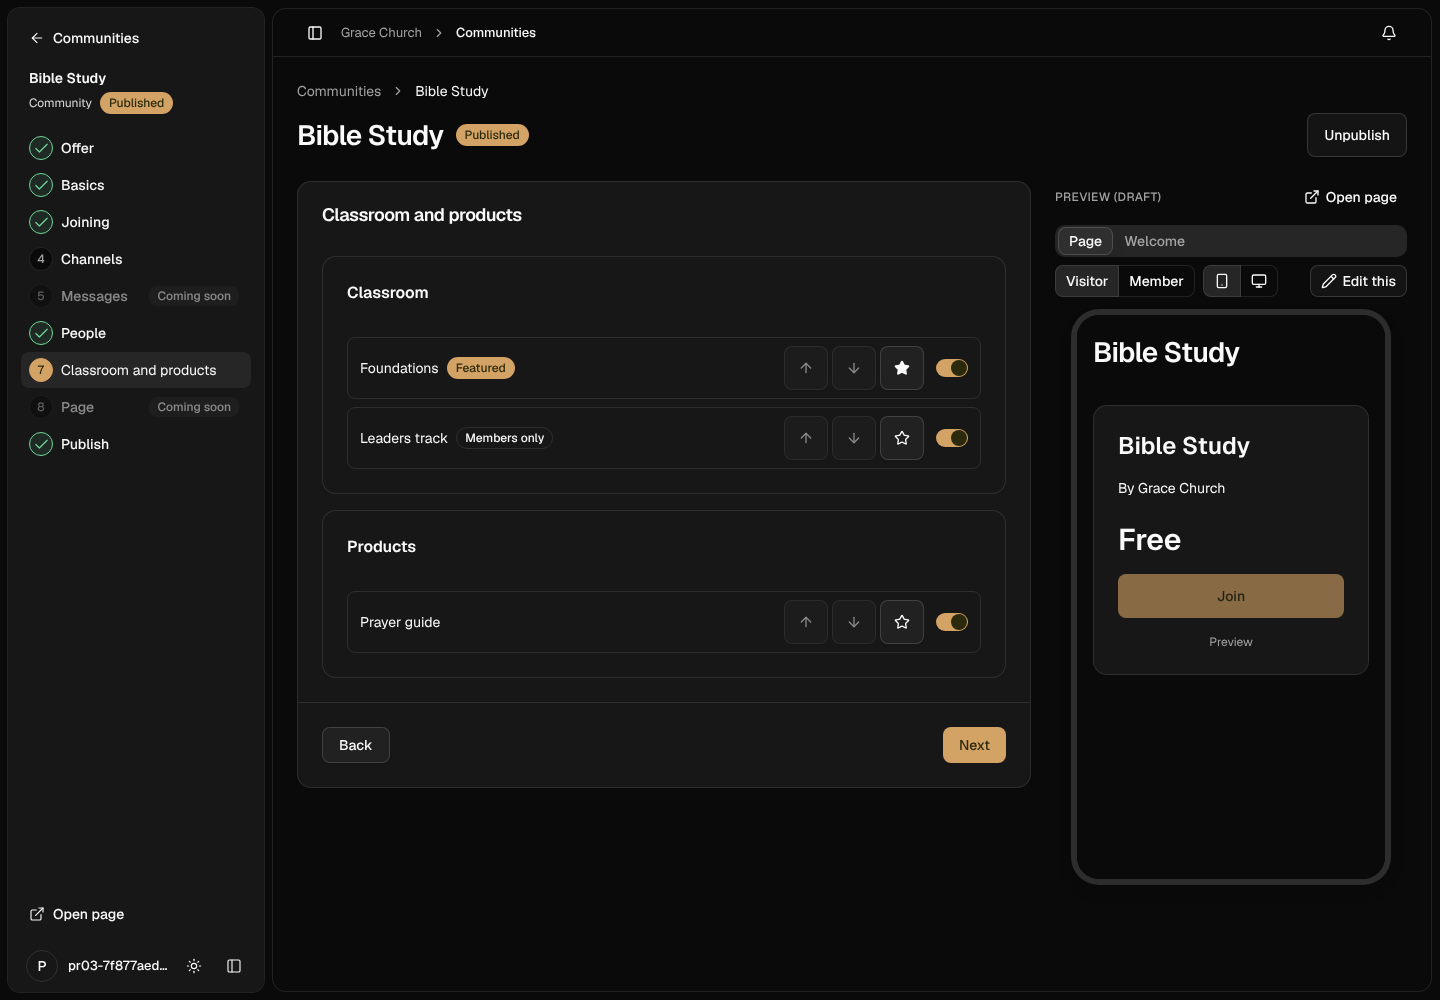 Communities
Bible Study
Community Published
Offer
Basics
Joining
4 Channels
5 Messages Coming soon
People
7 Classroom and products
8 Page Coming soon
Publish
Open page
P pr03-7f877aed...
Grace Church > Communities
Communities > Bible Study
Bible Study Published
Unpublish
Classroom and products
Classroom
Foundations Featured
Leaders track Members only
Products
Prayer guide
Back Next
PREVIEW (DRAFT) Open page
Page Welcome
Visitor Member Edit this
Bible Study
Bible Study
By Grace Church
Free
Join
Preview